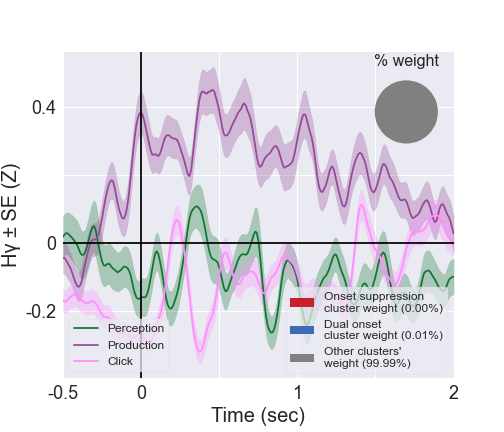 % weight
Hγ ± SE (Z)
0.4
0
-0.2
Perception
Production
Click
Onset suppression
cluster weight (0.00%)
Dual onset
cluster weight (0.01%)
Other clusters'
weight (99.99%)
-0.5 0 1 2
Time (sec)